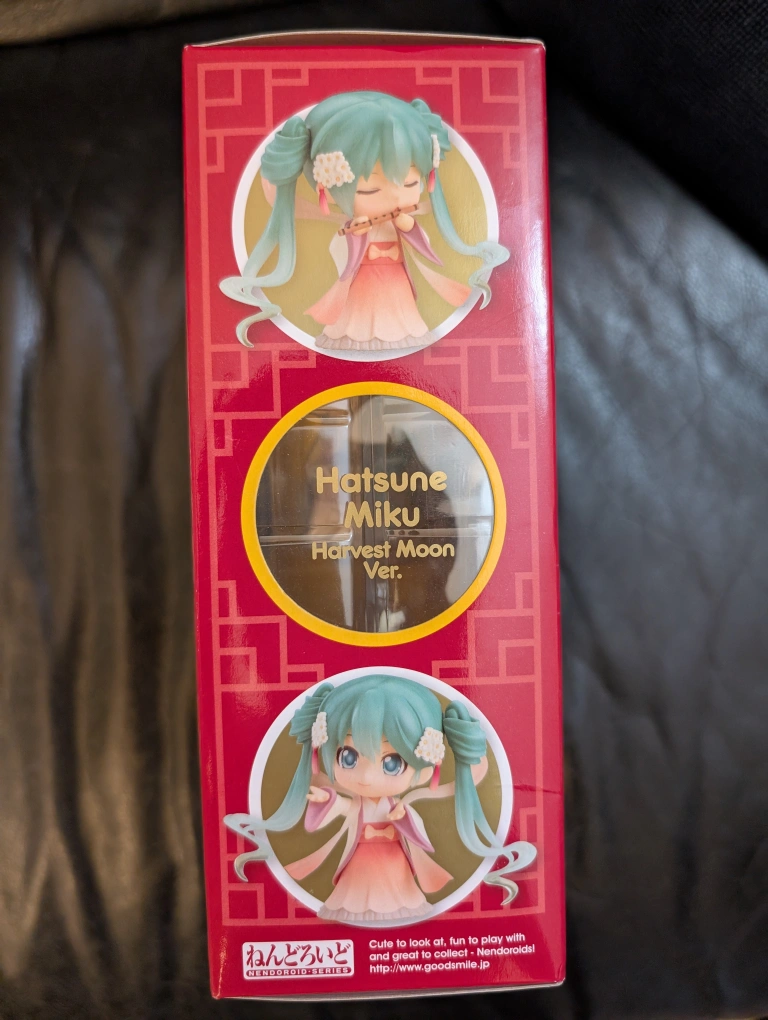 Hatsune
Miku
Harvest Moon
Ver.
ねんどろいど
NENDOROID·SERIES
Cute to look at, fun to play with
and great to collect - Nendoroids!
http://www.goodsmile.jp